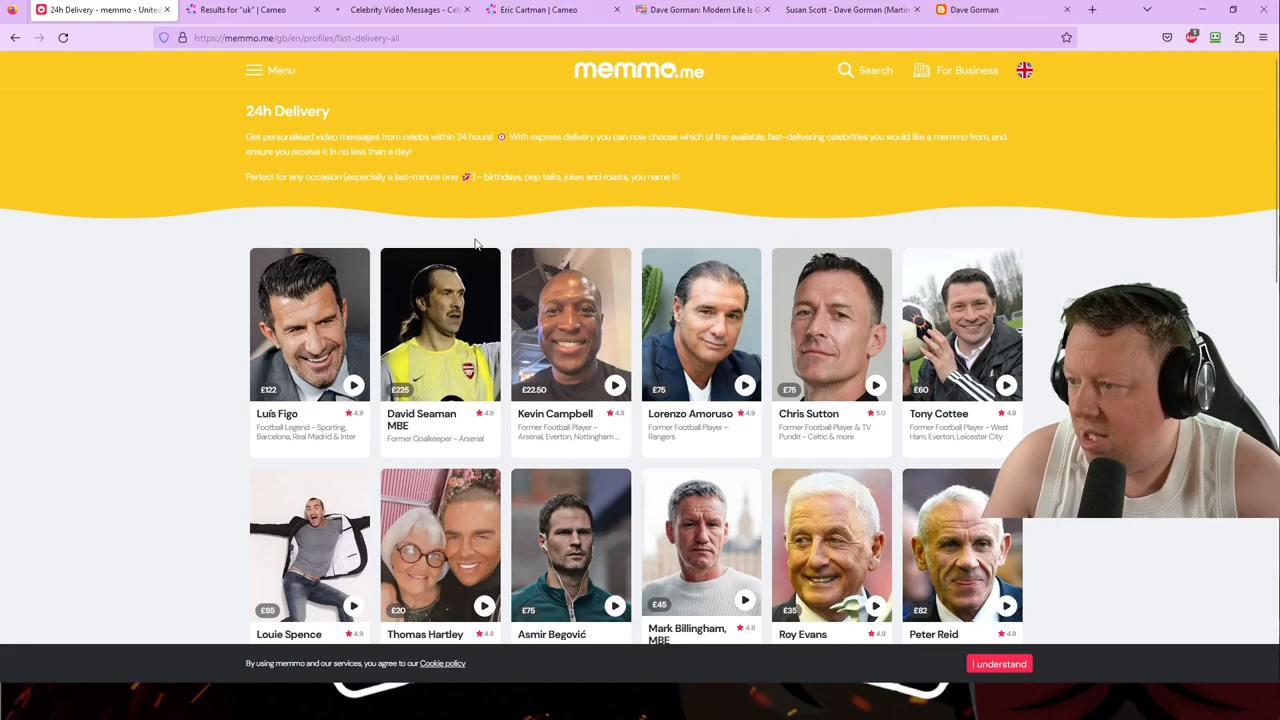 24h Delivery - memmo - United
Results for "uk" | Cameo
Celebrity Video Messages - Cele
Eric Cartman | Cameo
Dave Gorman: Modern Life Is G
Susan Scott - Dave Gorman (Martin
Dave Gorman
https://memmo.me/gb/en/profiles/fast-delivery-all
Menu
memmo.me
Search
For Business
24h Delivery
Get personalised video messages from celebs within 24 hours! With express delivery you can now choose which of the available, fast-delivering celebrities you would like a memmo from, and
ensure you receive it in no less than a day!
Perfect for any occasion (especially a last-minute one ) - birthdays, pep talks, jokes and roasts, you name it!
£122
£225
£22.50
£75
£75
£60
Luís Figo 4.9
Football Legend - Sporting,
Barcelona, Real Madrid & Inter
David Seaman 4.9
MBE
Former Goalkeeper - Arsenal
Kevin Campbell 4.9
Former Football Player -
Arsenal, Everton, Nottingham ...
Lorenzo Amoruso 4.9
Former Football Player –
Rangers
Chris Sutton 5.0
Former Football Player & TV
Pundit - Celtic & more
Tony Cottee 4.9
Former Football Player - West
Ham, Everton, Leicester City
£85
£20
£75
£45
£35
£82
Louie Spence 4.9
Thomas Hartley 4.8
Asmir Begović
Mark Billingham, 4.8
MBE
Roy Evans 4.9
Peter Reid 4.9
By using memmo and our services, you agree to our Cookie policy
I understand